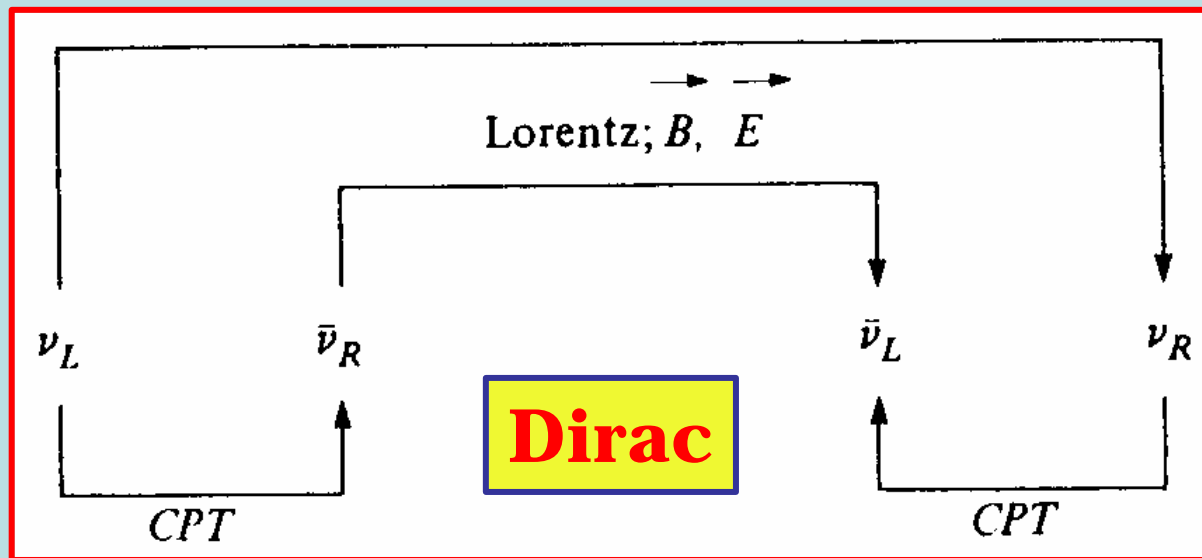 Lorentz; B⃗, E⃗
ν_L ν̄_R ν̄_L ν_R
Dirac
CPT CPT